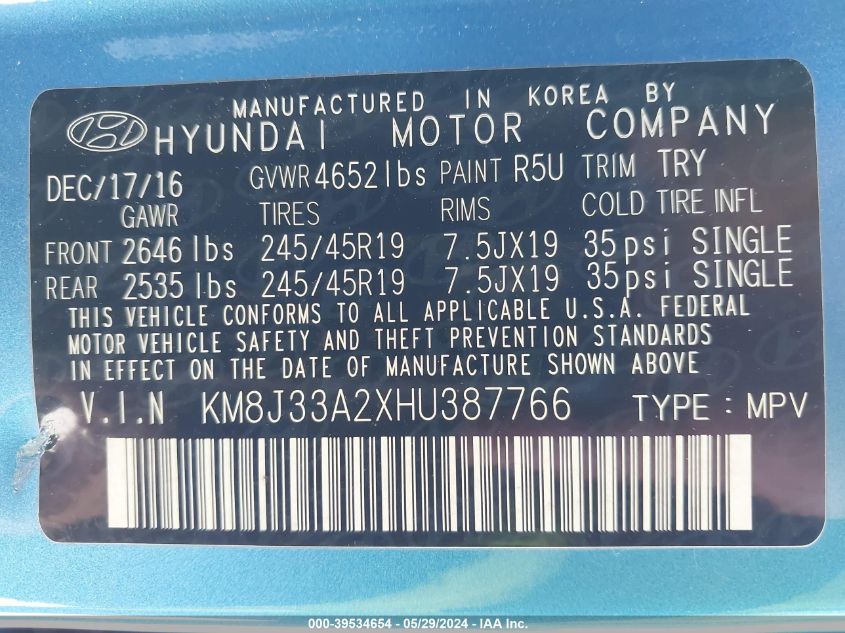 MANUFACTURED IN KOREA BY
HYUNDAI MOTOR COMPANY
DEC/17/16 GVWR 4652 lbs PAINT R5U TRIM TRY
GAWR TIRES RIMS COLD TIRE INFL
FRONT 2646 lbs 245/45R19 7.5JX19 35psi SINGLE
REAR 2535 lbs 245/45R19 7.5JX19 35psi SINGLE
THIS VEHICLE CONFORMS TO ALL APPLICABLE U.S.A. FEDERAL
MOTOR VEHICLE SAFETY AND THEFT PREVENTION STANDARDS
IN EFFECT ON THE DATE OF MANUFACTURE SHOWN ABOVE
V.I.N KM8J33A2XHU387766 TYPE : MPV
000-39534654 - 05/29/2024 - IAA Inc.